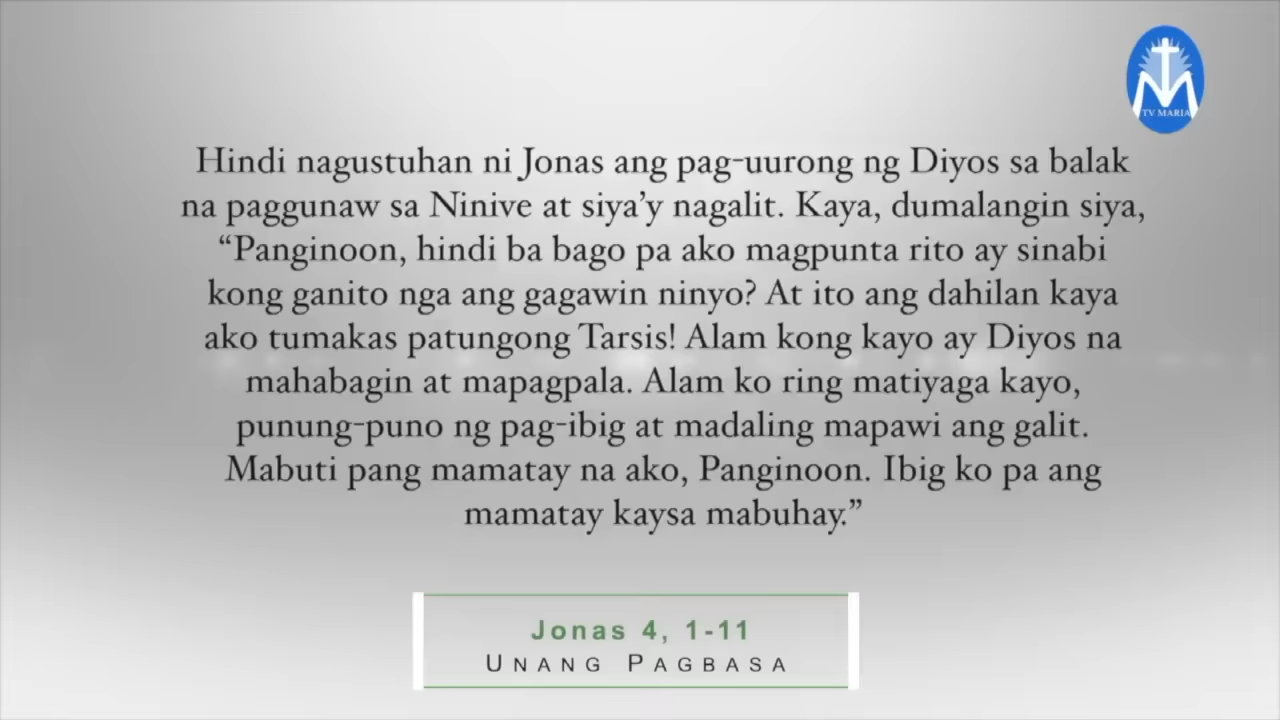 TV MARIA
Hindi nagustuhan ni Jonas ang pag-uurong ng Diyos sa balak
na paggunaw sa Ninive at siya’y nagalit. Kaya, dumalangin siya,
“Panginoon, hindi ba bago pa ako magpunta rito ay sinabi
kong ganito nga ang gagawin ninyo? At ito ang dahilan kaya
ako tumakas patungong Tarsis! Alam kong kayo ay Diyos na
mahabagin at mapagpala. Alam ko ring matiyaga kayo,
punung-puno ng pag-ibig at madaling mapawi ang galit.
Mabuti pang mamatay na ako, Panginoon. Ibig ko pa ang
mamatay kaysa mabuhay.”
Jonas 4, 1-11
UNANG PAGBASA